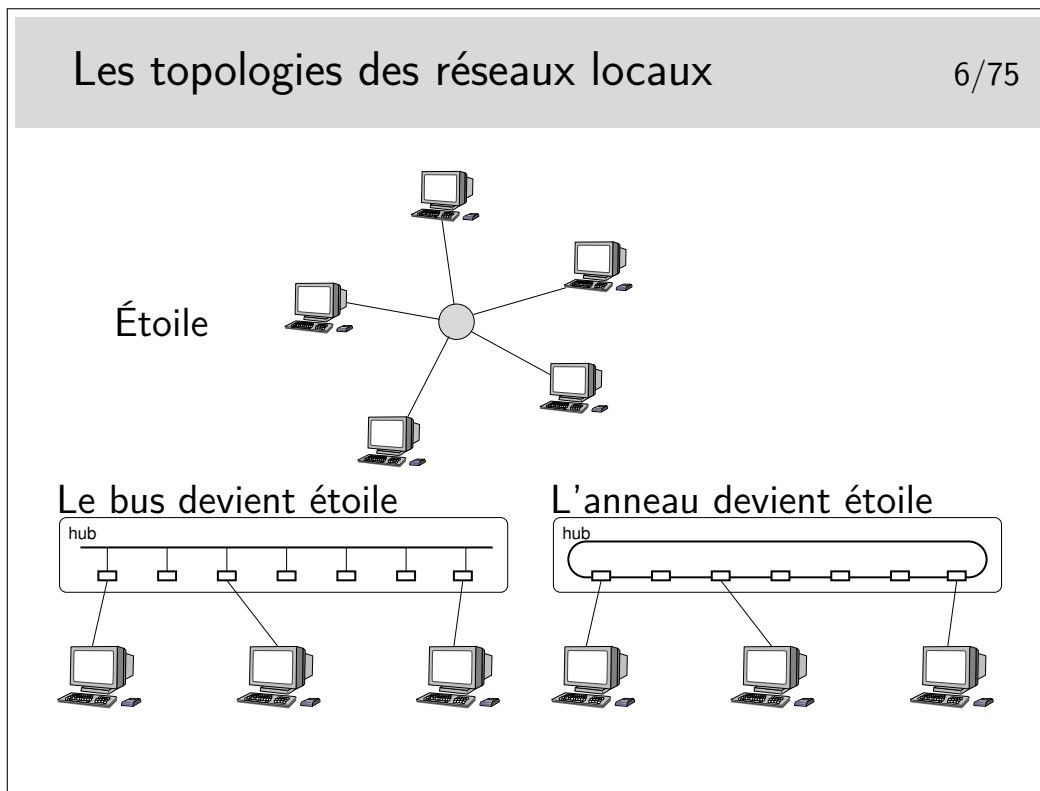 Les topologies des réseaux locaux 6/75
Étoile
Le bus devient étoile
hub
L'anneau devient étoile
hub